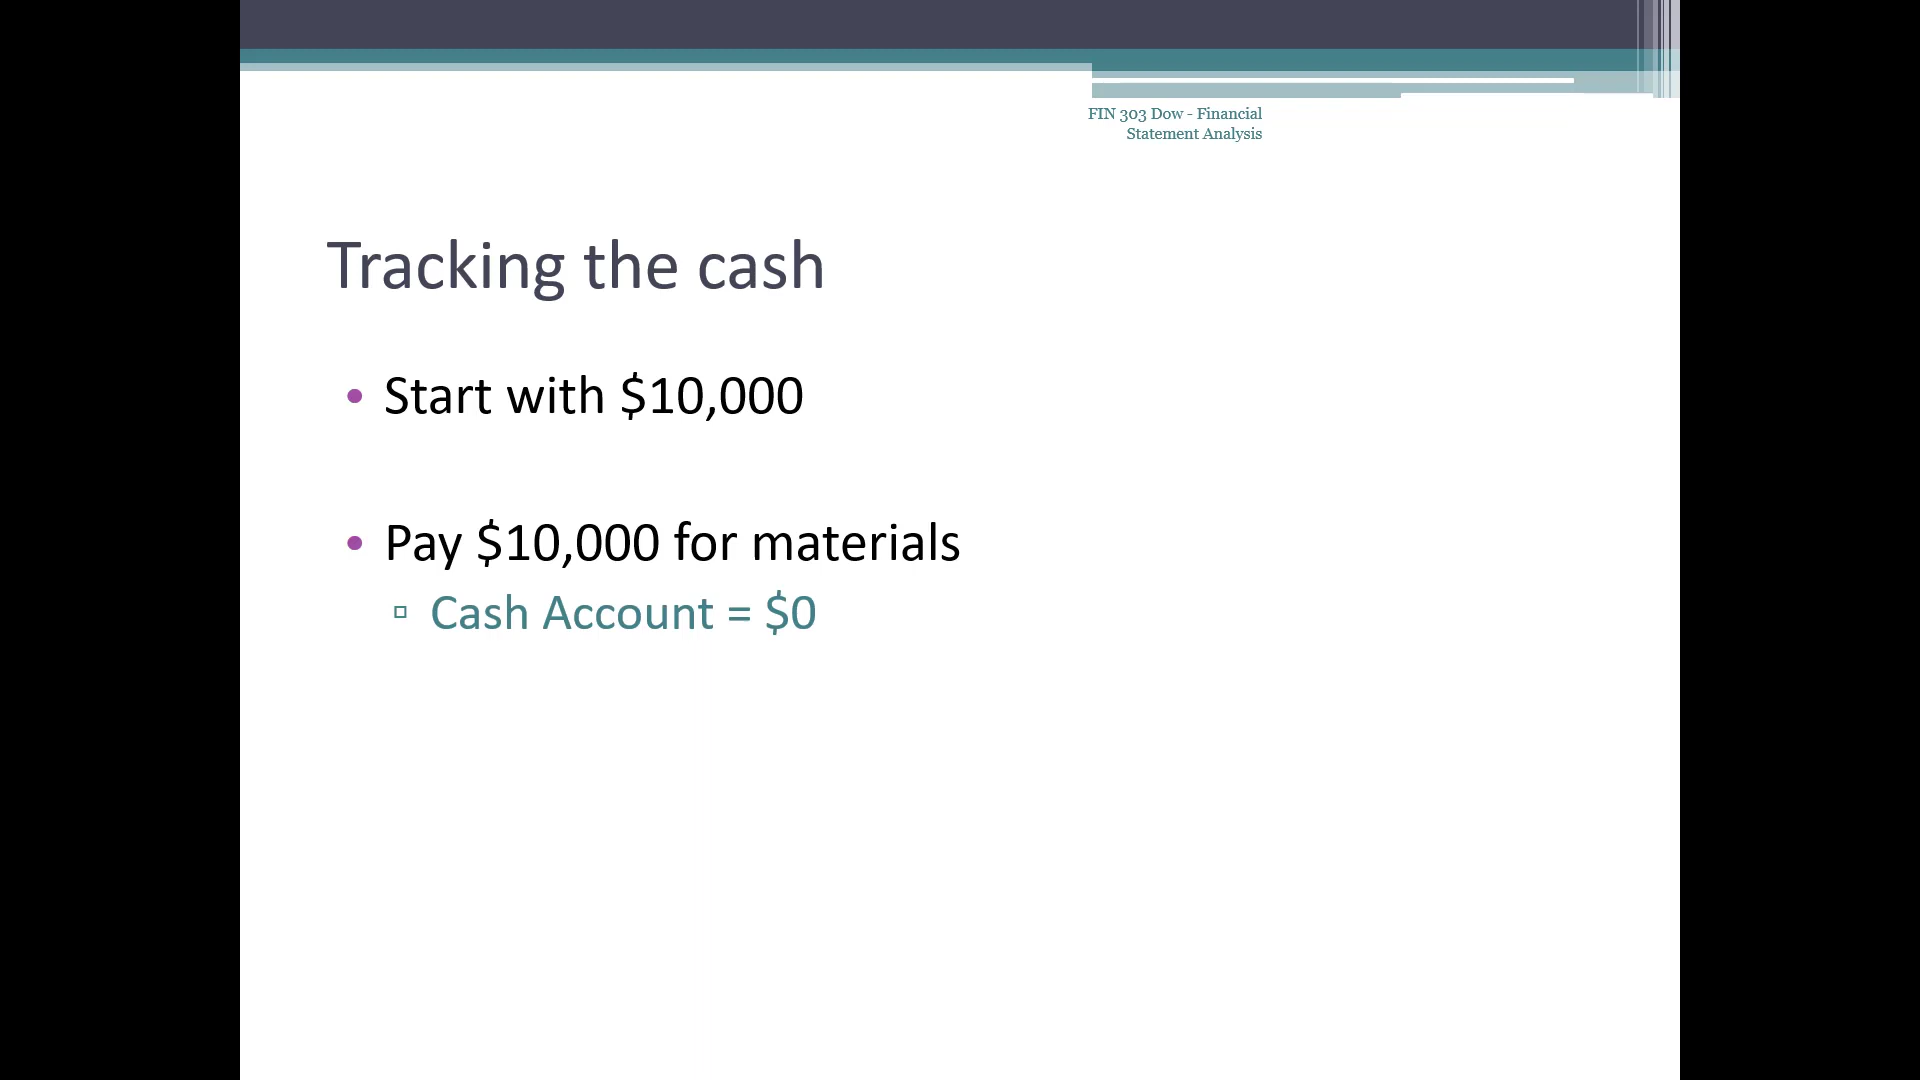 FIN 303 Dow - Financial
Statement Analysis
Tracking the cash
• Start with $10,000
• Pay $10,000 for materials
▫ Cash Account = $0